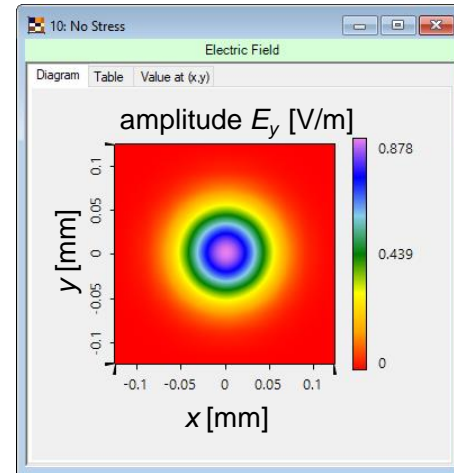 10: No Stress
Electric Field
Diagram Table Value at (x,y)
amplitude E_y [V/m]
0.878
0.439
0
y [mm]
0.1
0.05
0
-0.05
-0.1
-0.1 -0.05 0 0.05 0.1
x [mm]